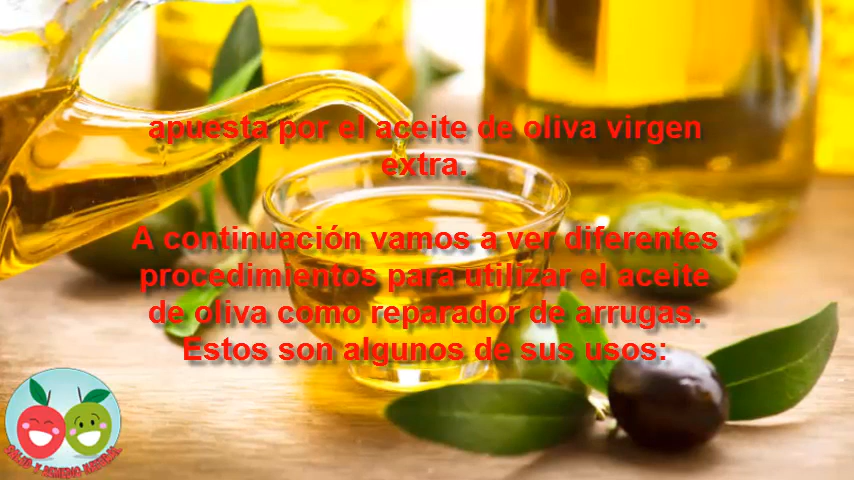 apuesta por el aceite de oliva virgen
extra.
A continuación vamos a ver diferentes
procedimientos para utilizar el aceite
de oliva como reparador de arrugas.
Estos son algunos de sus usos: